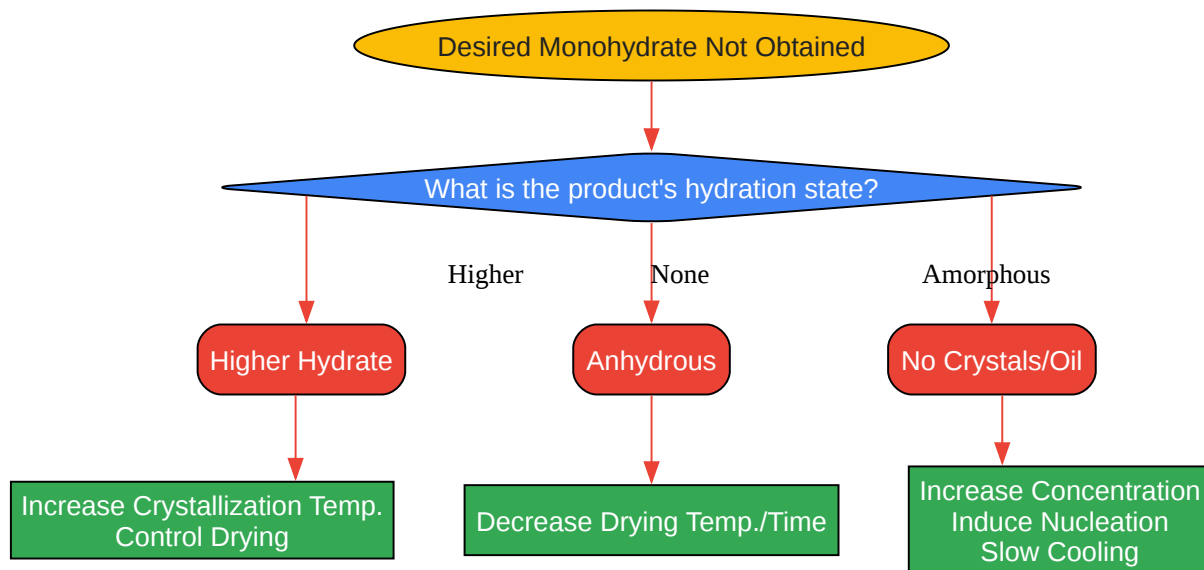 Desired Monohydrate Not Obtained
What is the product's hydration state?
Higher
None
Amorphous
Higher Hydrate
Anhydrous
No Crystals/Oil
Increase Crystallization Temp.
Control Drying
Decrease Drying Temp./Time
Increase Concentration
Induce Nucleation
Slow Cooling